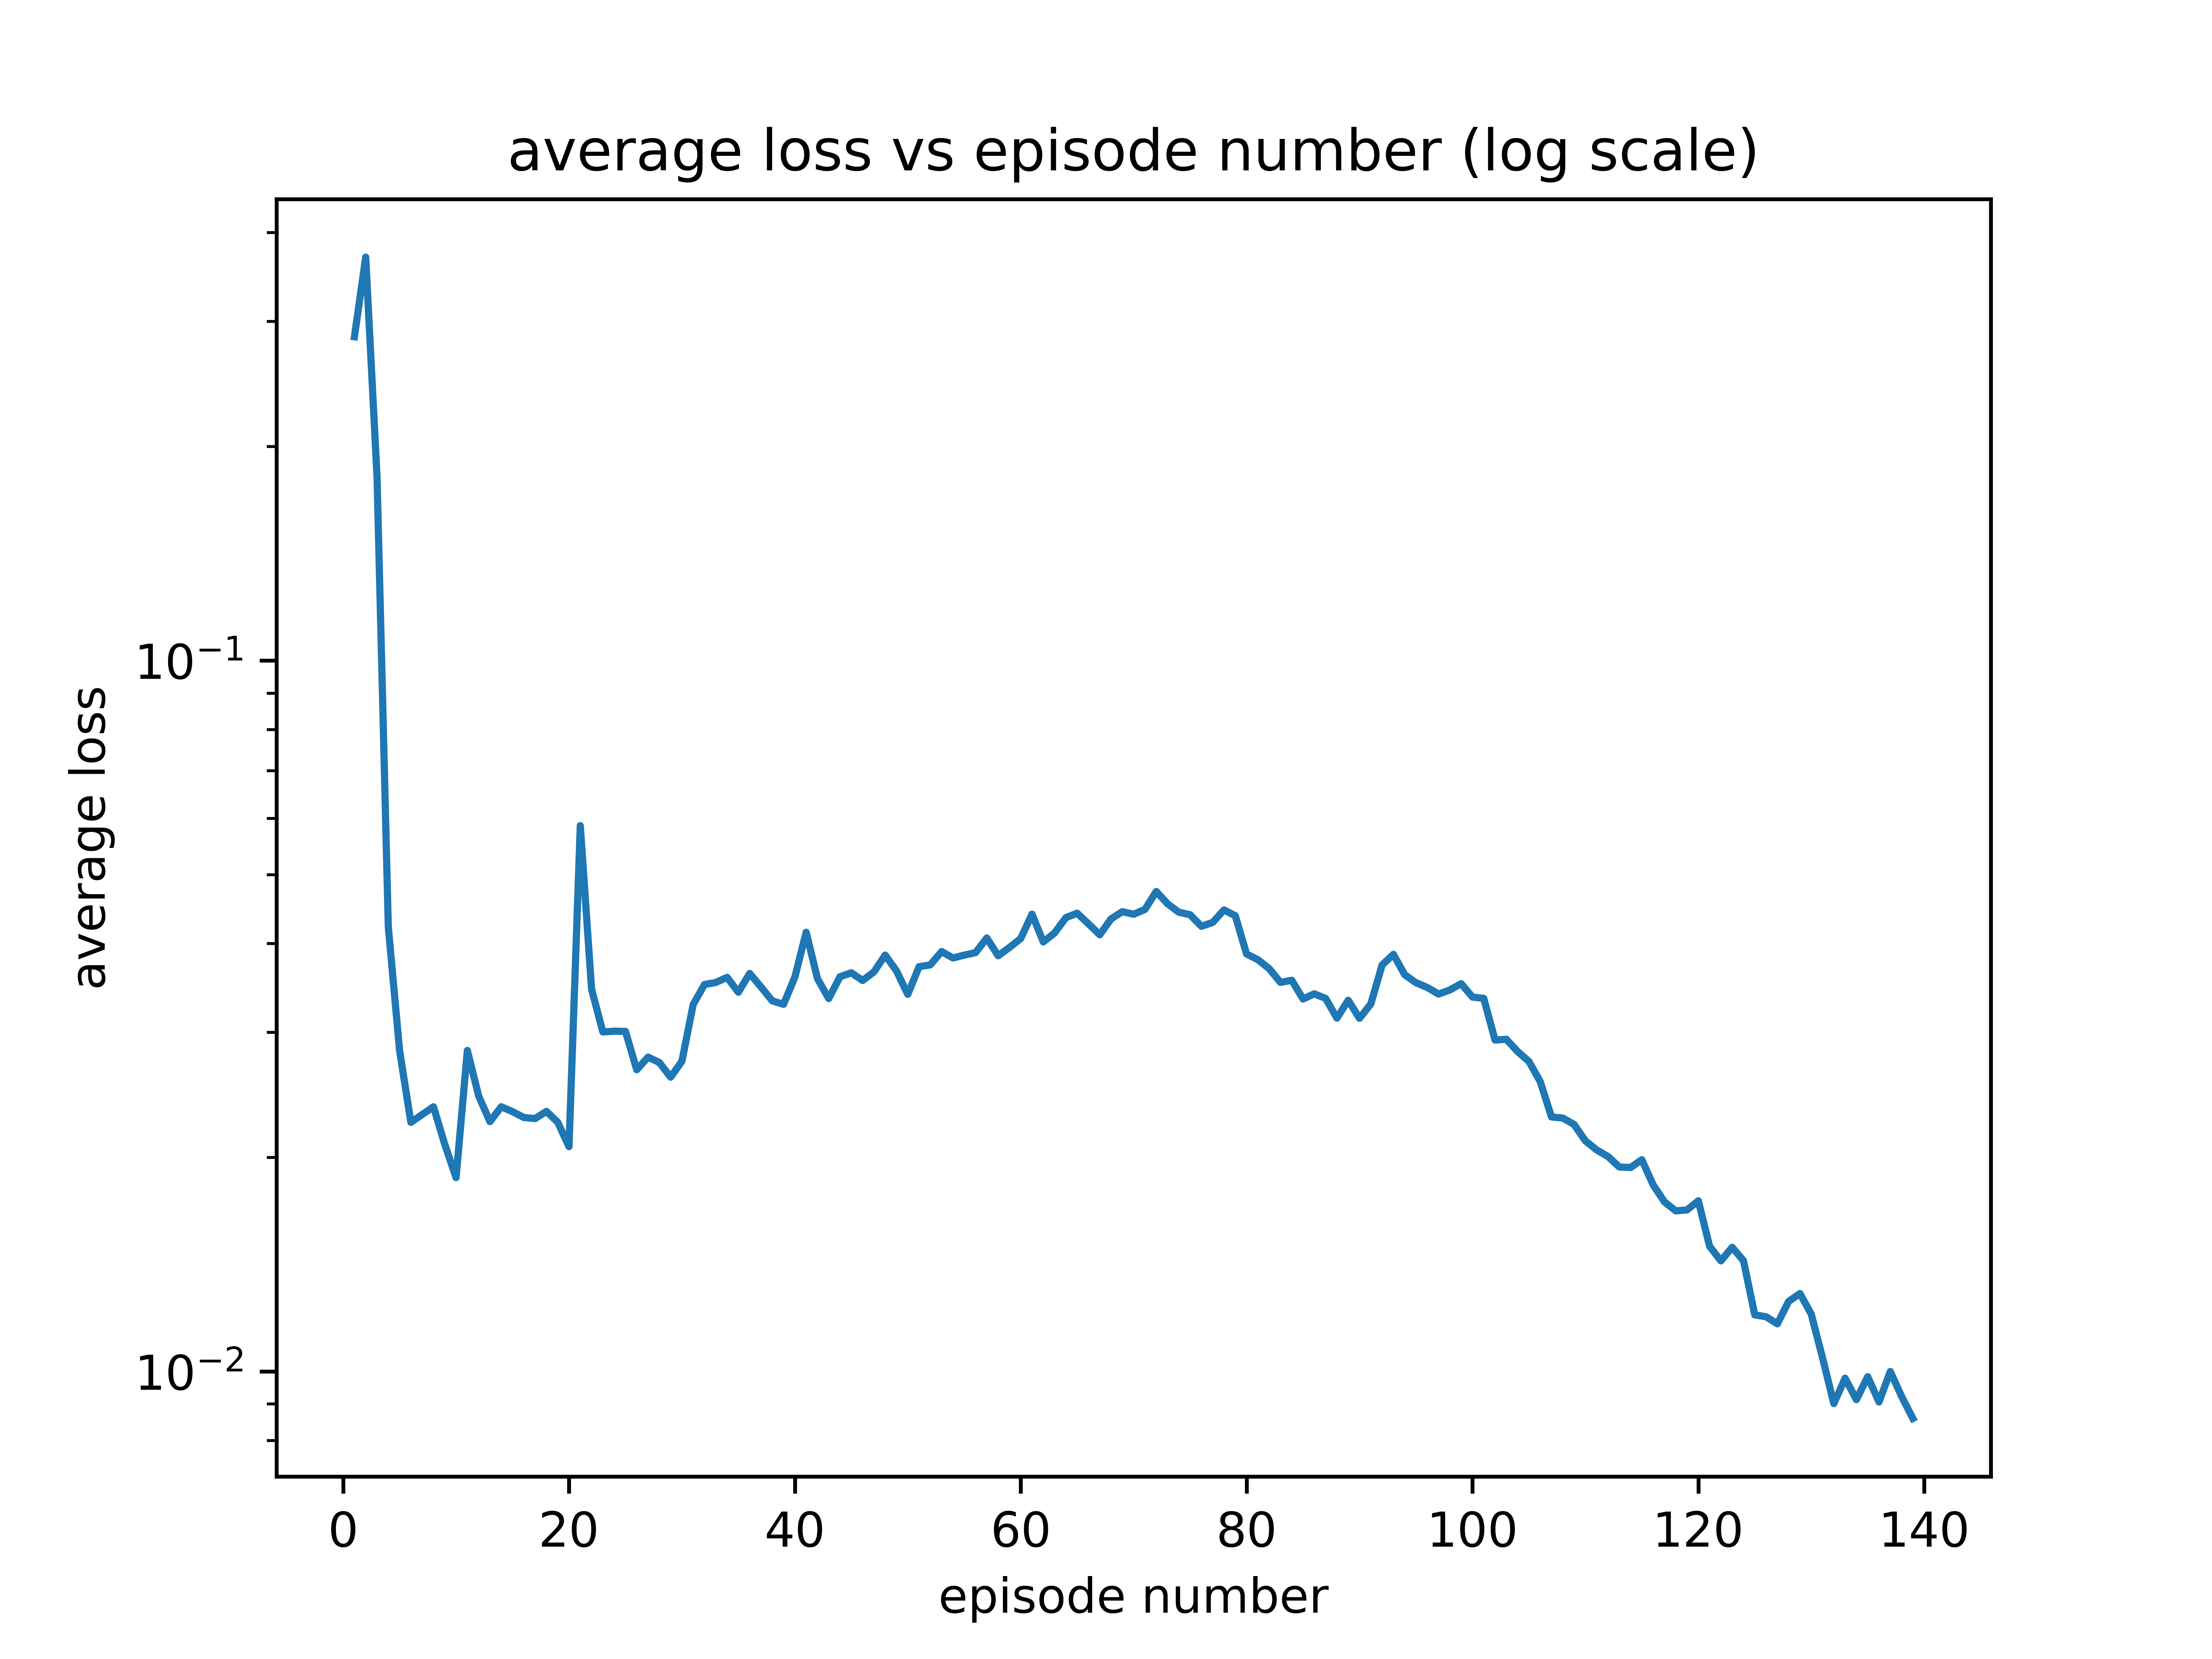 average loss vs episode number (log scale)
average loss
10⁻¹
10⁻²
0 20 40 60 80 100 120 140
episode number